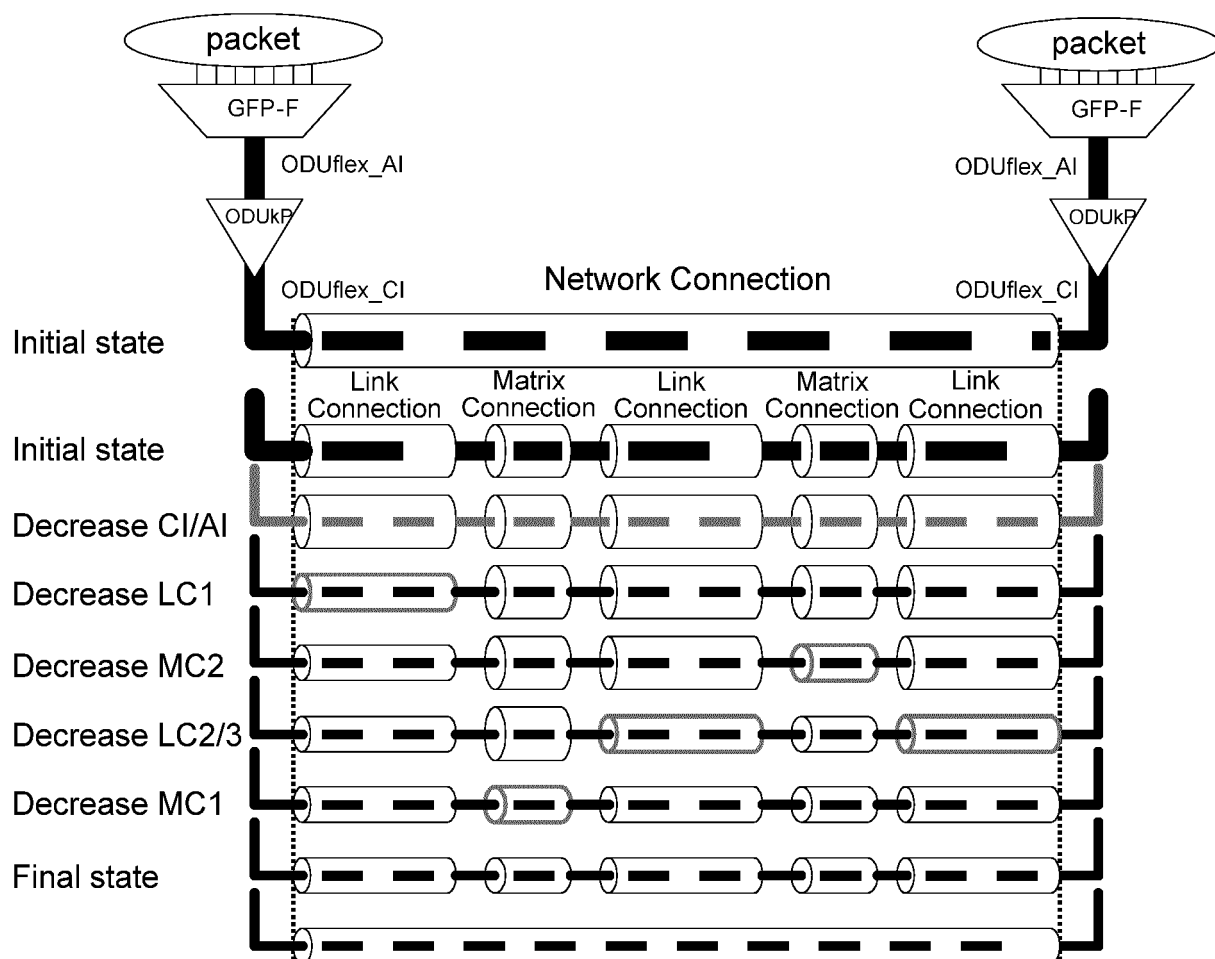 packet
packet
GFP-F
GFP-F
ODUflex_AI
ODUflex_AI
ODUkP
ODUkP
Network Connection
ODUflex_CI
ODUflex_CI
Initial state
Link
Connection
Matrix
Connection
Link
Connection
Matrix
Connection
Link
Connection
Initial state
Decrease CI/AI
Decrease LC1
Decrease MC2
Decrease LC2/3
Decrease MC1
Final state